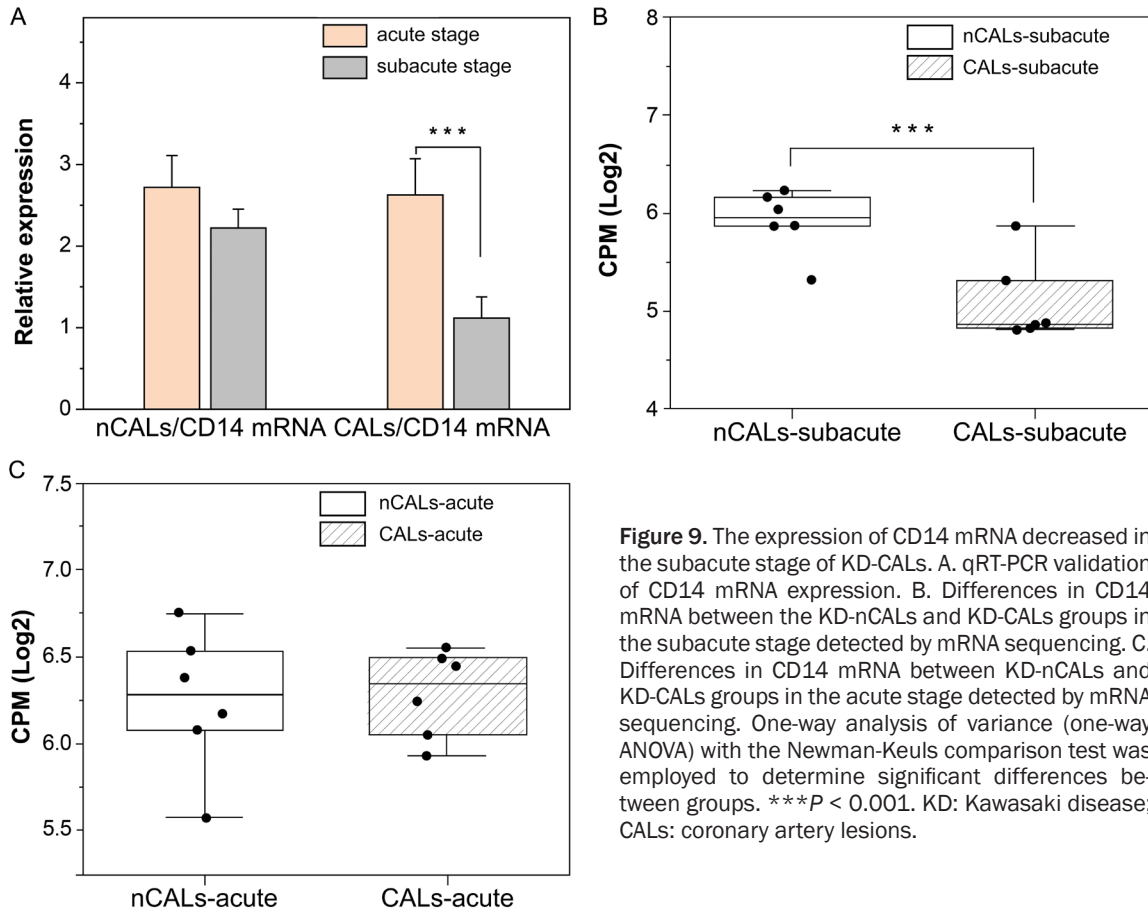 A
acute stage
subacute stage
4
3
2
1
0
Relative expression
***
nCALs/CD14 mRNA CALs/CD14 mRNA
B
nCALs-subacute
CALs-subacute
8
7
6
5
4
CPM (Log2)
***
nCALs-subacute CALs-subacute
C
nCALs-acute
CALs-acute
7.5
7.0
6.5
6.0
5.5
CPM (Log2)
nCALs-acute CALs-acute
Figure 9. The expression of CD14 mRNA decreased in
the subacute stage of KD-CALs. A. qRT-PCR validation
of CD14 mRNA expression. B. Differences in CD14
mRNA between the KD-nCALs and KD-CALs groups in
the subacute stage detected by mRNA sequencing. C.
Differences in CD14 mRNA between KD-nCALs and
KD-CALs groups in the acute stage detected by mRNA
sequencing. One-way analysis of variance (one-way
ANOVA) with the Newman-Keuls comparison test was
employed to determine significant differences be-
tween groups. ***P < 0.001. KD: Kawasaki disease;
CALs: coronary artery lesions.